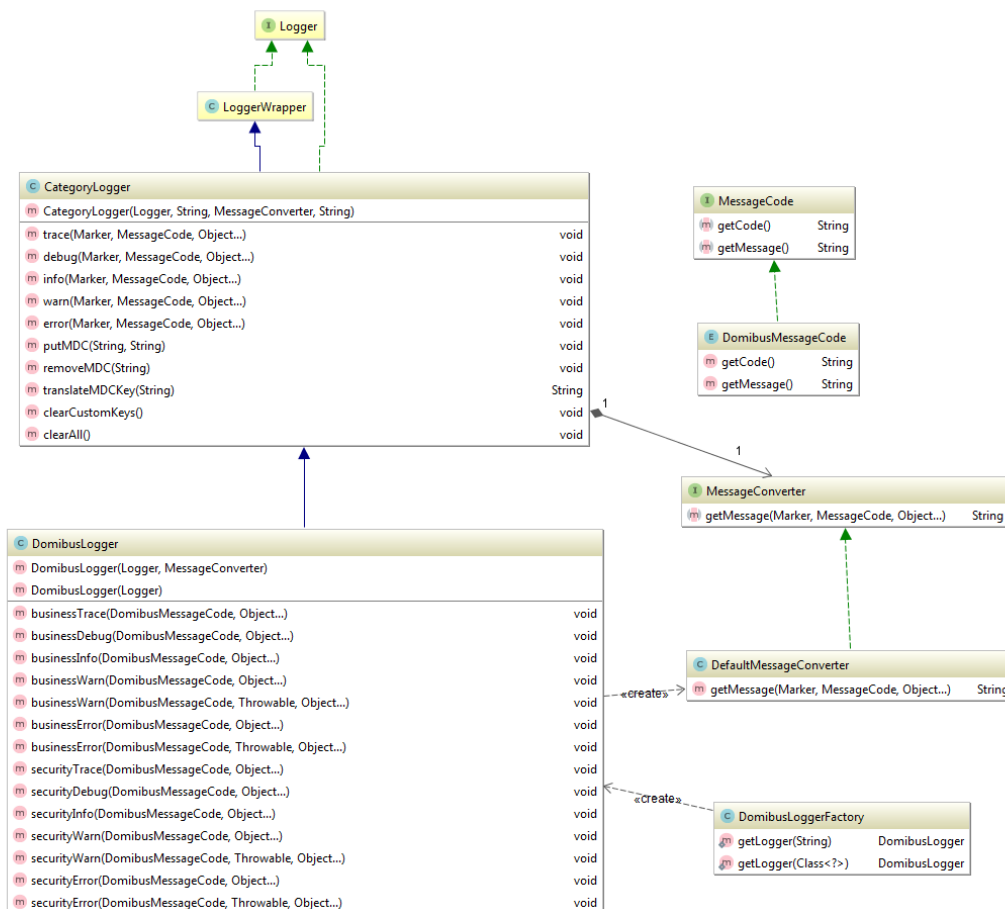 I Logger
C LoggerWrapper
C CategoryLogger
m CategoryLogger(Logger, String, MessageConverter, String)
m trace(Marker, MessageCode, Object...) void
m debug(Marker, MessageCode, Object...) void
m info(Marker, MessageCode, Object...) void
m warn(Marker, MessageCode, Object...) void
m error(Marker, MessageCode, Object...) void
m putMDC(String, String) void
m removeMDC(String) void
m translateMDCKey(String) String
m clearCustomKeys() void
m clearAll() void
I MessageCode
m getCode() String
m getMessage() String
E DomibusMessageCode
m getCode() String
m getMessage() String
1
1
I MessageConverter
m getMessage(Marker, MessageCode, Object...) String
C DomibusLogger
m DomibusLogger(Logger, MessageConverter)
m DomibusLogger(Logger)
m businessTrace(DomibusMessageCode, Object...) void
m businessDebug(DomibusMessageCode, Object...) void
m businessInfo(DomibusMessageCode, Object...) void
m businessWarn(DomibusMessageCode, Object...) void
m businessWarn(DomibusMessageCode, Throwable, Object...) void
m businessError(DomibusMessageCode, Object...) void
m businessError(DomibusMessageCode, Throwable, Object...) void
m securityTrace(DomibusMessageCode, Object...) void
m securityDebug(DomibusMessageCode, Object...) void
m securityInfo(DomibusMessageCode, Object...) void
m securityWarn(DomibusMessageCode, Object...) void
m securityWarn(DomibusMessageCode, Throwable, Object...) void
m securityError(DomibusMessageCode, Object...) void
m securityError(DomibusMessageCode, Throwable, Object...) void
C DefaultMessageConverter
m getMessage(Marker, MessageCode, Object...) String
«create»
«create»
C DomibusLoggerFactory
m getLogger(String) DomibusLogger
m getLogger(Class<?>) DomibusLogger